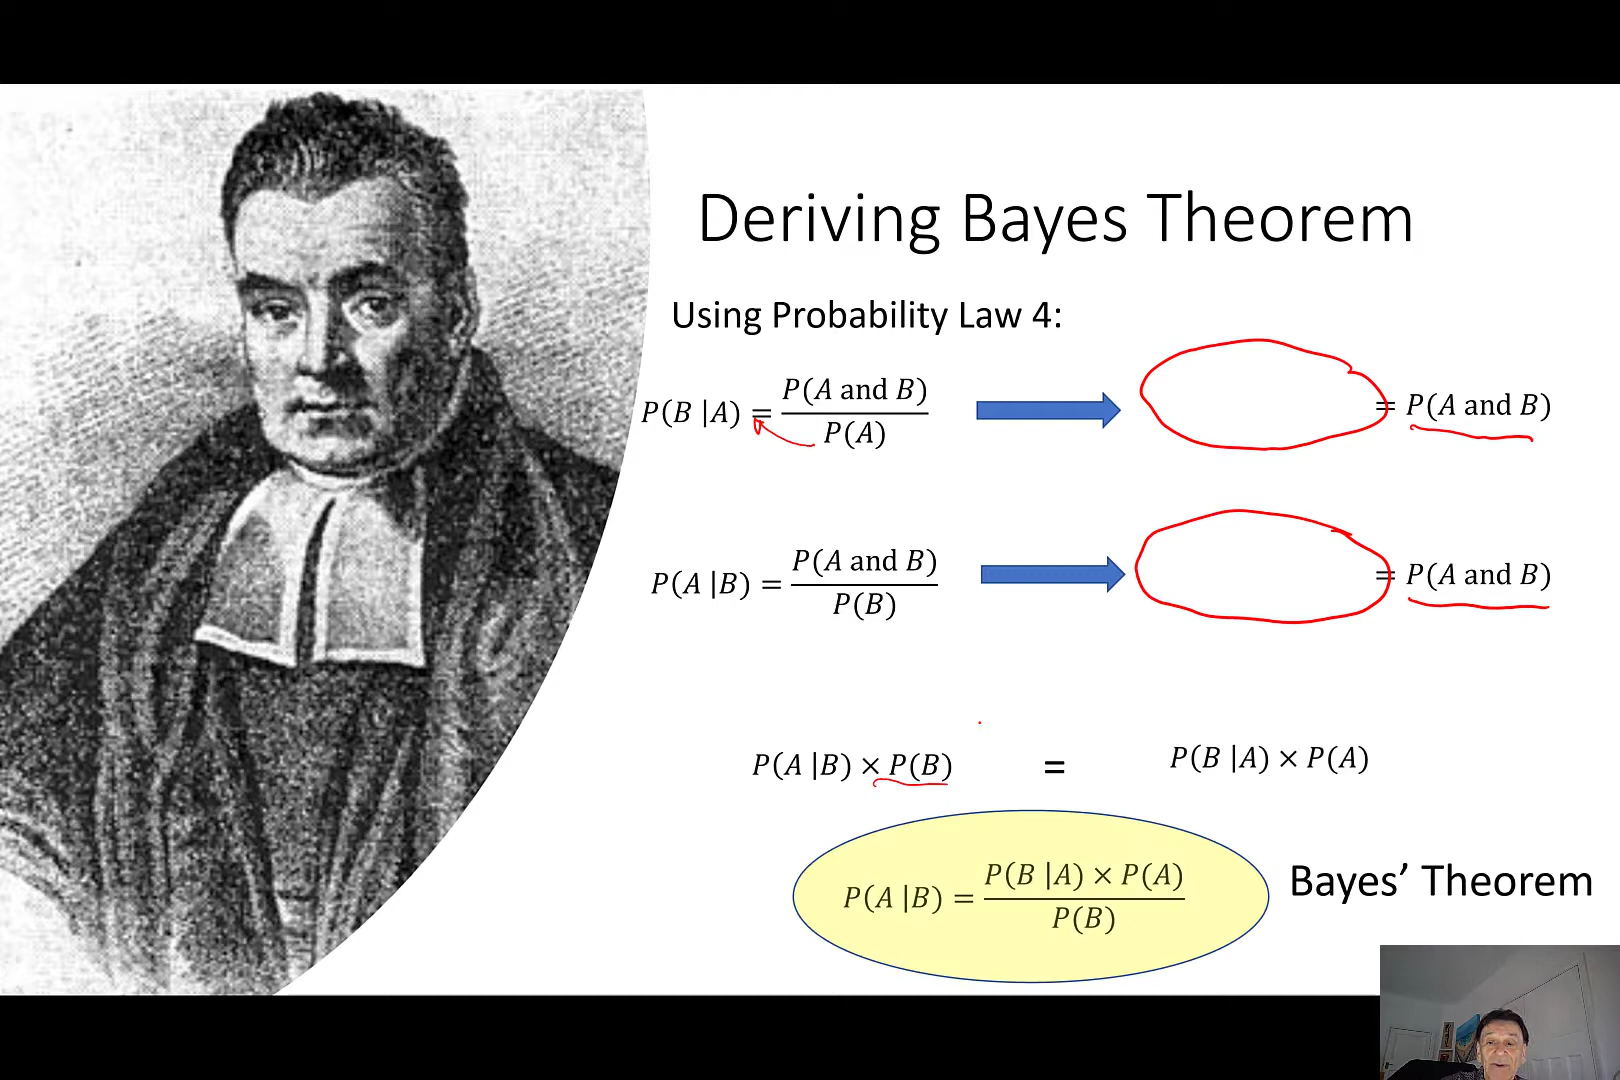 Deriving Bayes Theorem
Using Probability Law 4:
P(B |A) = P(A and B) / P(A) = P(A and B)
P(A |B) = P(A and B) / P(B) = P(A and B)
P(A |B) × P(B) = P(B |A) × P(A)
P(A |B) = P(B |A) × P(A) / P(B)
Bayes’ Theorem